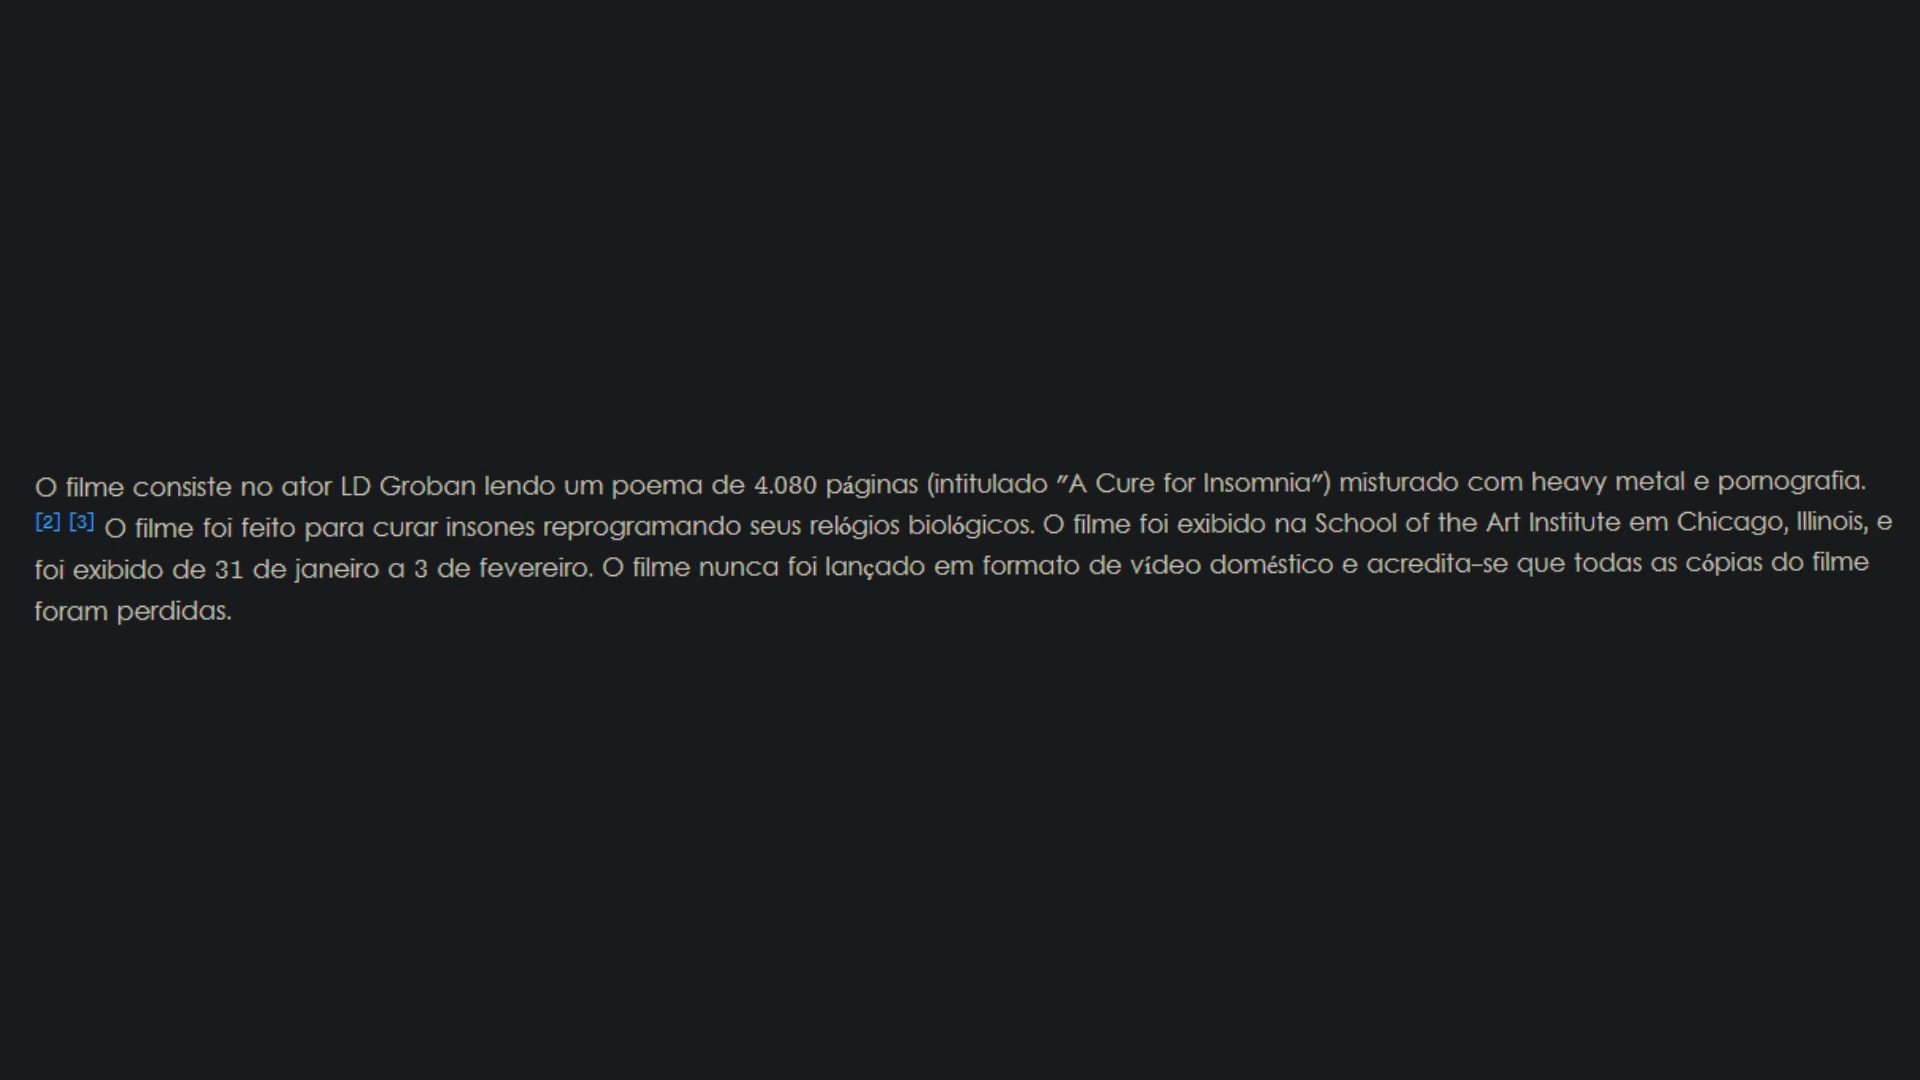 O filme consiste no ator LD Groban lendo um poema de 4.080 páginas (intitulado "A Cure for Insomnia") misturado com heavy metal e pornografia.
[2] [3] O filme foi feito para curar insones reprogramando seus relógios biológicos. O filme foi exibido na School of the Art Institute em Chicago, Illinois, e
foi exibido de 31 de janeiro a 3 de fevereiro. O filme nunca foi lançado em formato de vídeo doméstico e acredita-se que todas as cópias do filme
foram perdidas.